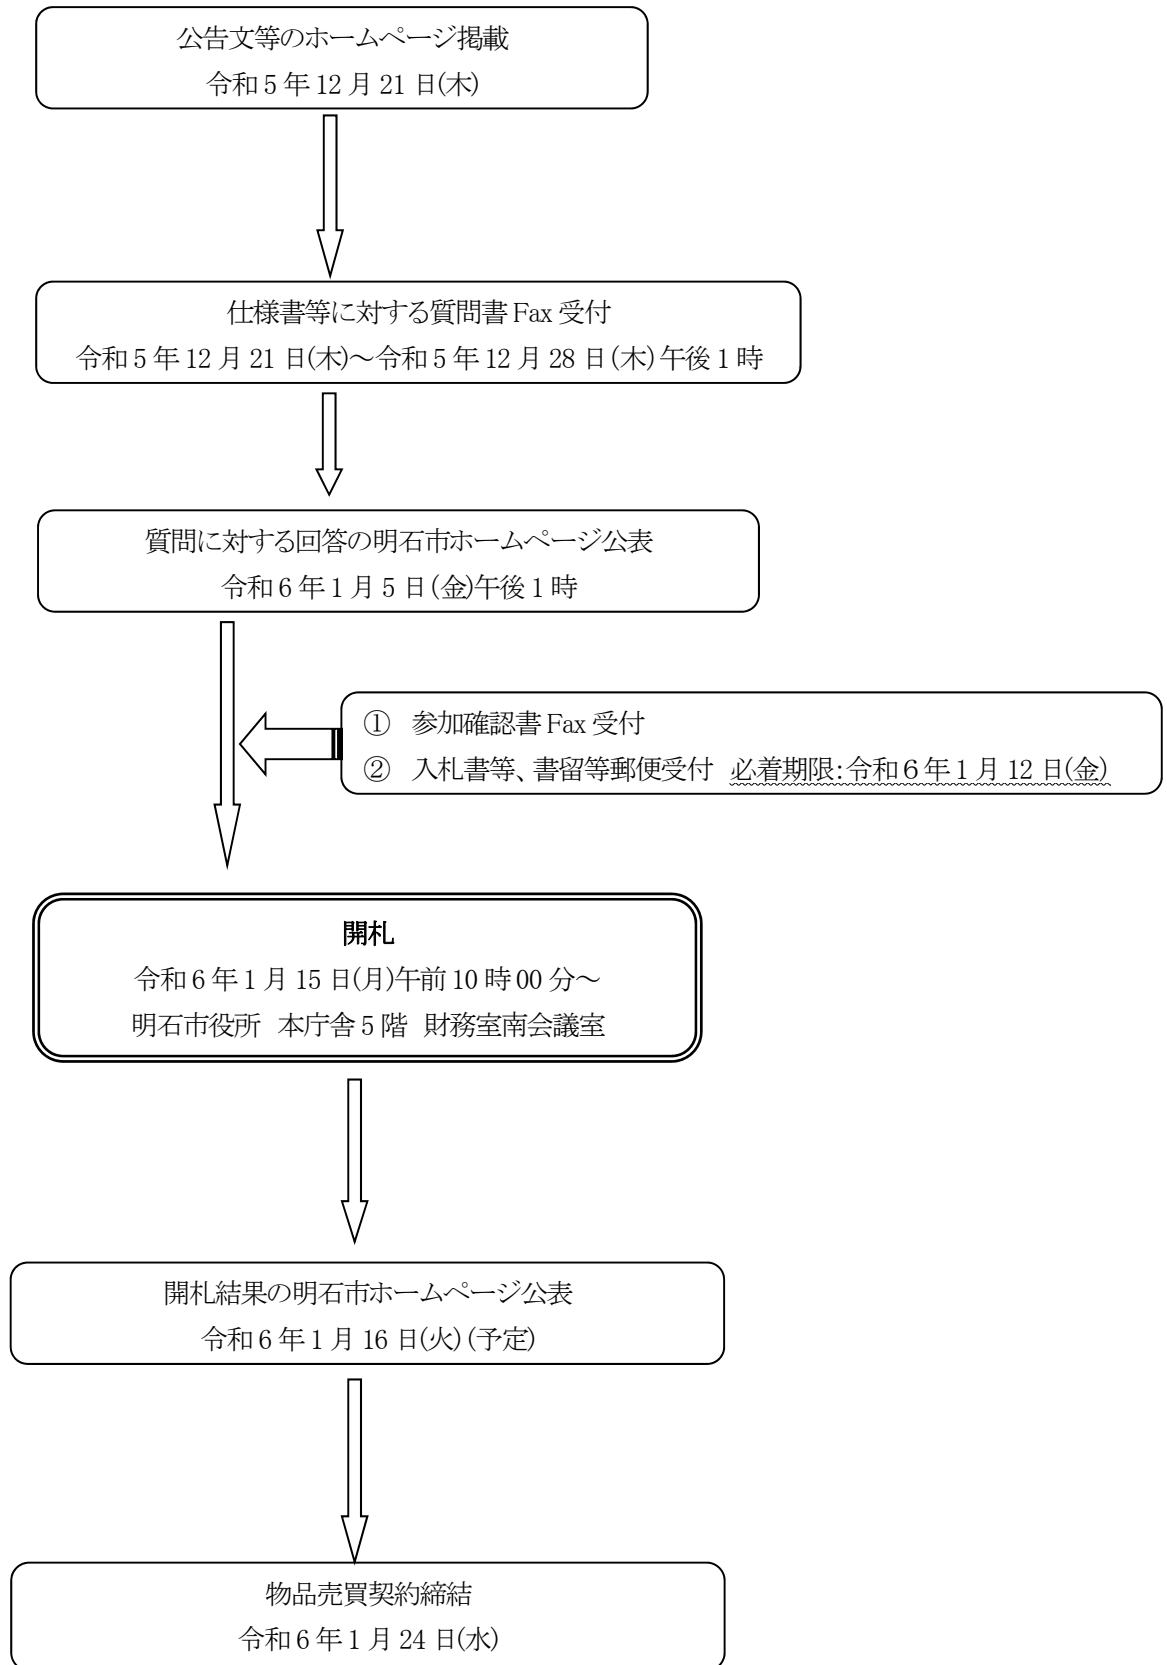 公告文等のホームページ掲載
令和5年12月21日(木)
仕様書等に対する質問書Fax受付
令和5年12月21日(木)～令和5年12月28日(木)午後1時
質問に対する回答の明石市ホームページ公表
令和6年1月5日(金)午後1時
① 参加確認書Fax受付
② 入札書等、書留等郵便受付 必着期限:令和6年1月12日(金)
開札
令和6年1月15日(月)午前10時00分～
明石市役所 本庁舎5階 財務室南会議室
開札結果の明石市ホームページ公表
令和6年1月16日(火)(予定)
物品売買契約締結
令和6年1月24日(水)